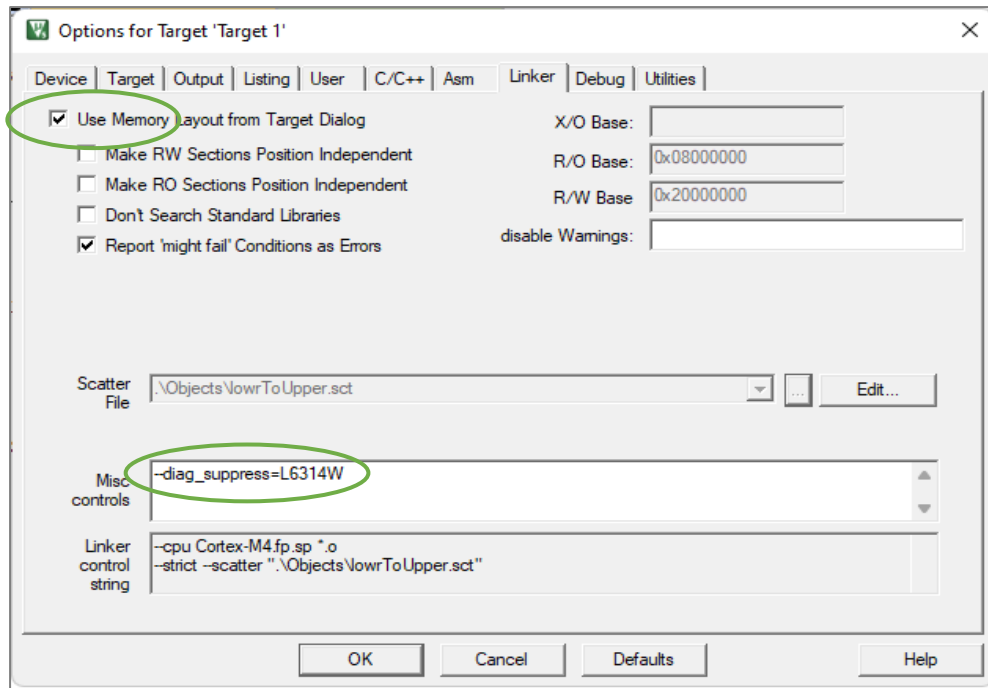 Options for Target 'Target 1'
Device Target Output Listing User C/C++ Asm Linker Debug Utilities
Use Memory Layout from Target Dialog
X/O Base:
Make RW Sections Position Independent
R/O Base: 0x08000000
Make RO Sections Position Independent
R/W Base 0x20000000
Don't Search Standard Libraries
disable Warnings:
Report 'might fail' Conditions as Errors
Scatter
File
.\Objects\lowrToUpper.sct
...
Edit...
Misc
controls
--diag_suppress=L6314W
Linker
control
string
--cpu Cortex-M4.fp.sp *.o
--strict --scatter ".\Objects\lowrToUpper.sct"
OK Cancel Defaults Help